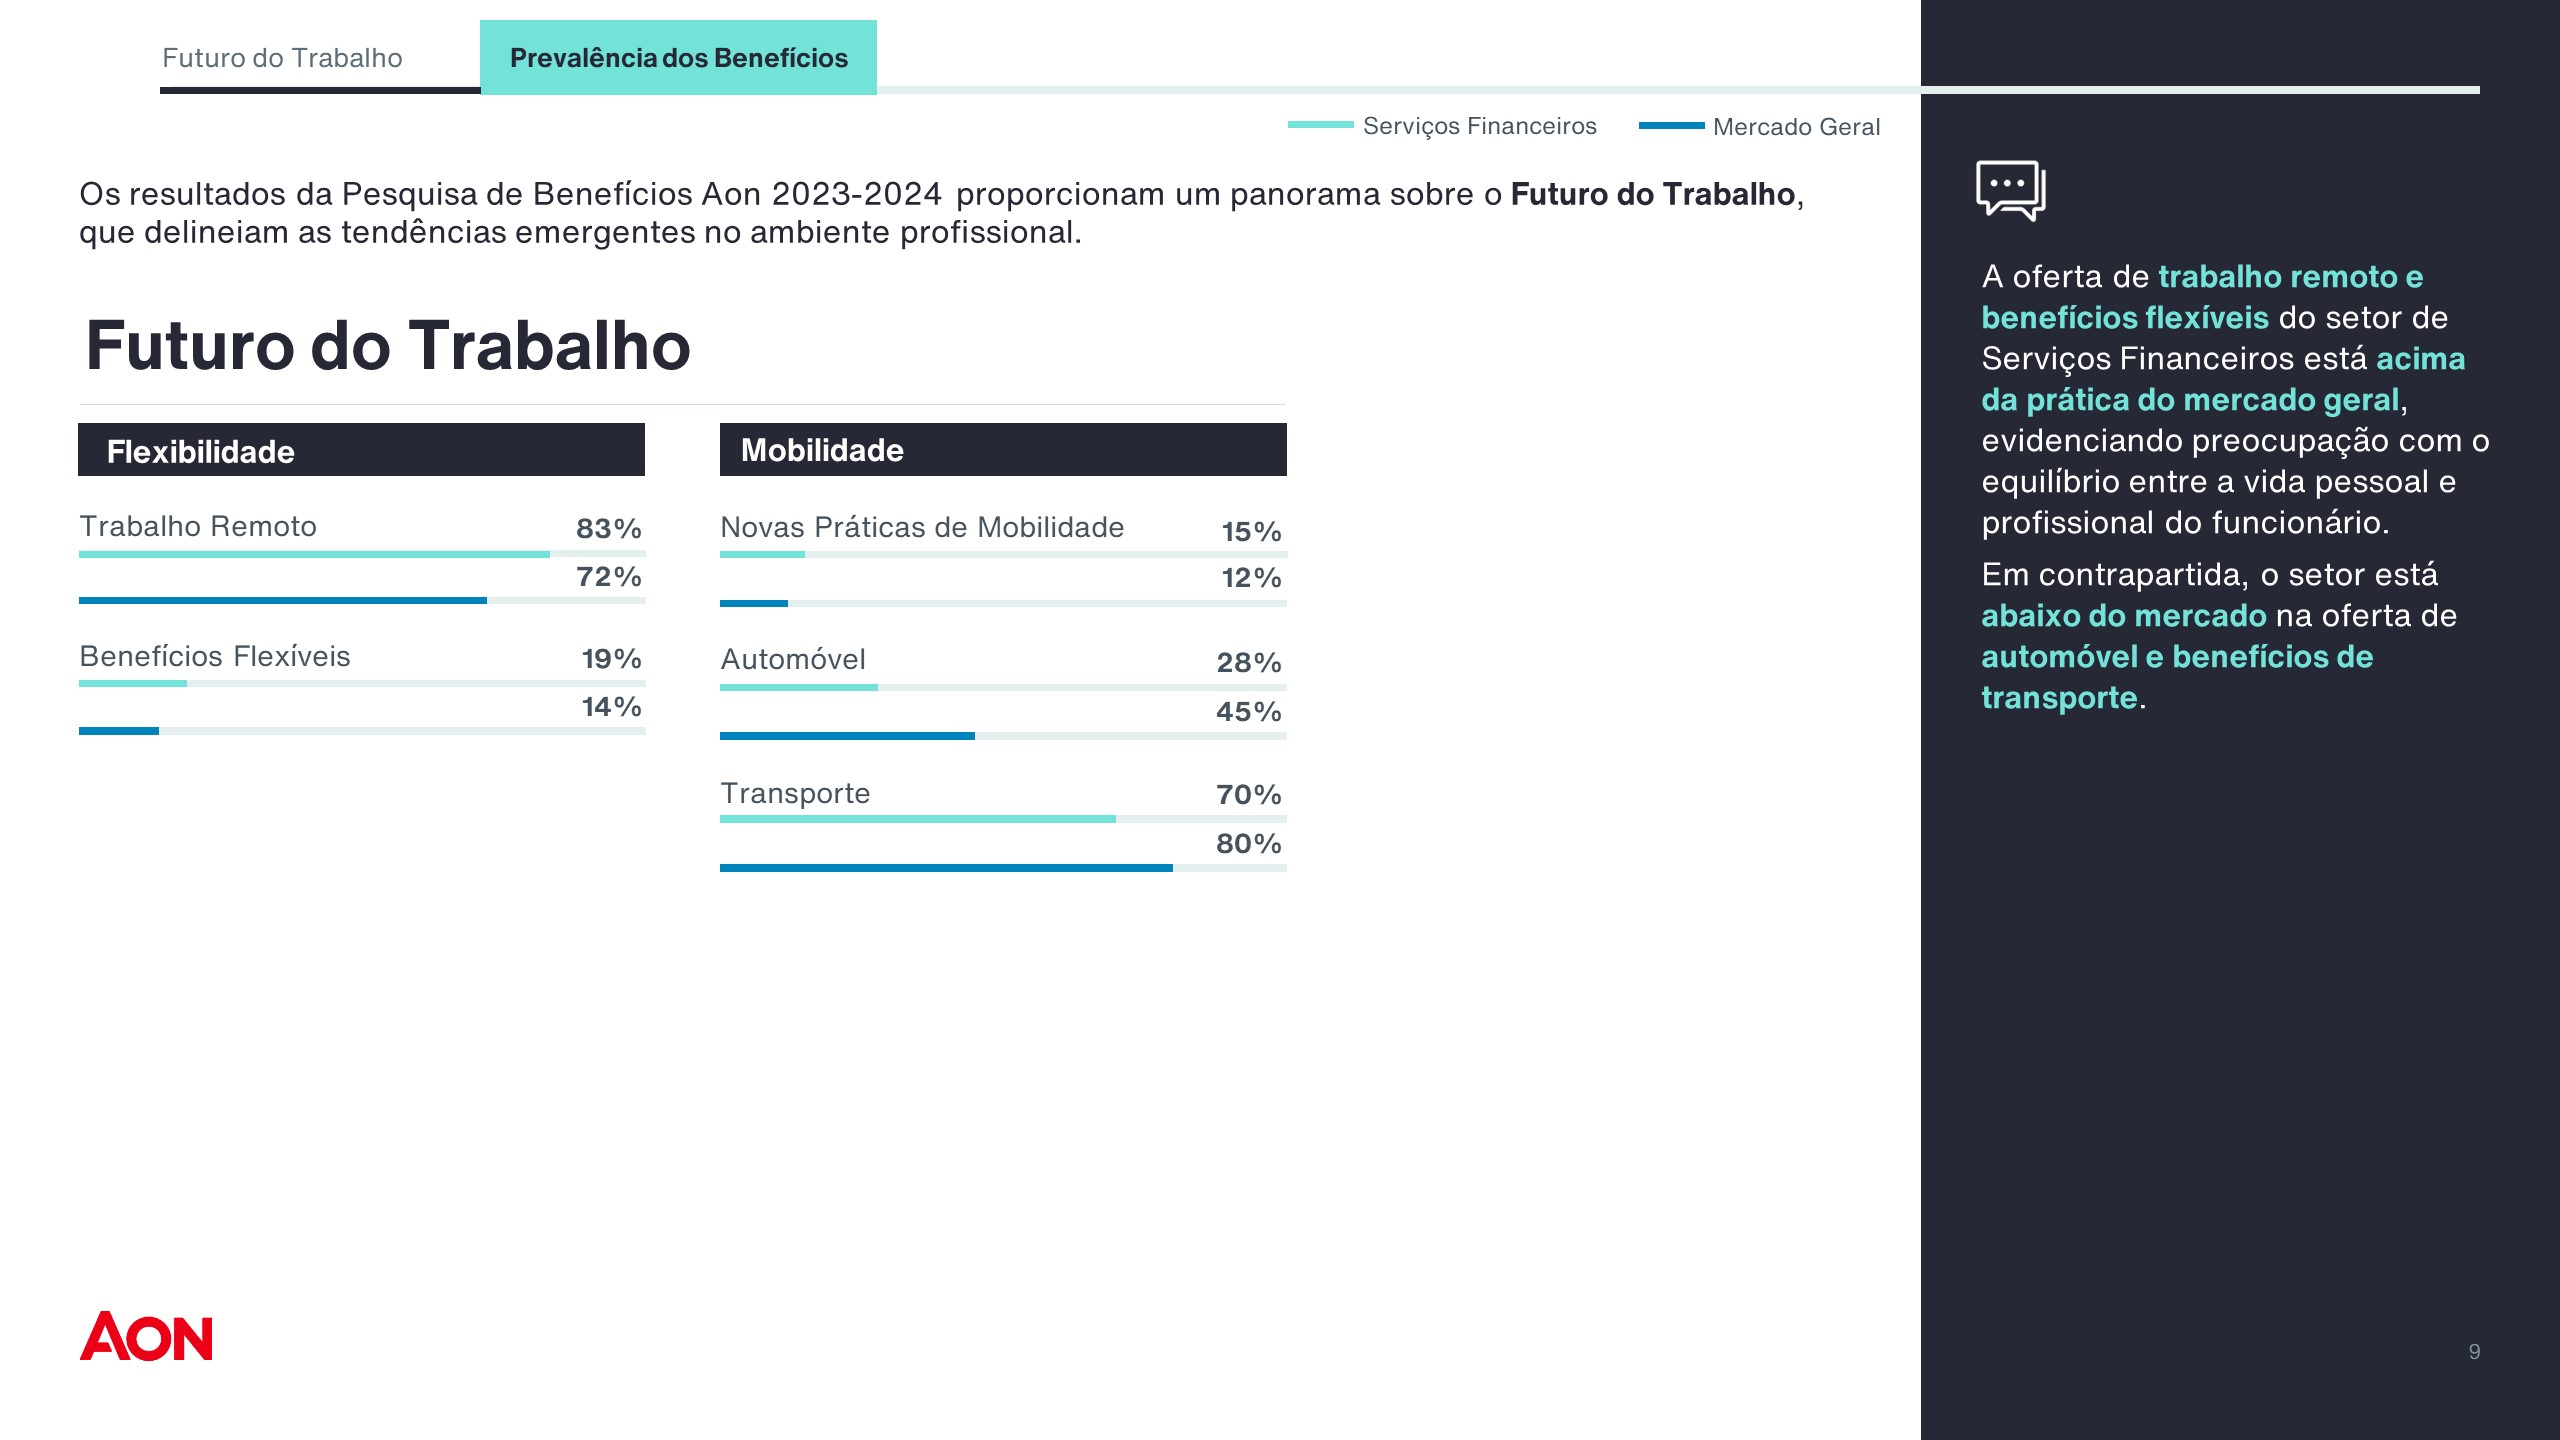 Futuro do Trabalho
Prevalência dos Benefícios
Serviços Financeiros
Mercado Geral
Os resultados da Pesquisa de Benefícios Aon 2023-2024 proporcionam um panorama sobre o Futuro do Trabalho,
que delineiam as tendências emergentes no ambiente profissional.
Futuro do Trabalho
Flexibilidade
Trabalho Remoto
83%
72%
Benefícios Flexíveis
19%
14%
Mobilidade
Novas Práticas de Mobilidade
15%
12%
Automóvel
28%
45%
Transporte
70%
80%
A oferta de trabalho remoto e
benefícios flexíveis do setor de
Serviços Financeiros está acima
da prática do mercado geral,
evidenciando preocupação com o
equilíbrio entre a vida pessoal e
profissional do funcionário.
Em contrapartida, o setor está
abaixo do mercado na oferta de
automóvel e benefícios de
transporte.
AON
9